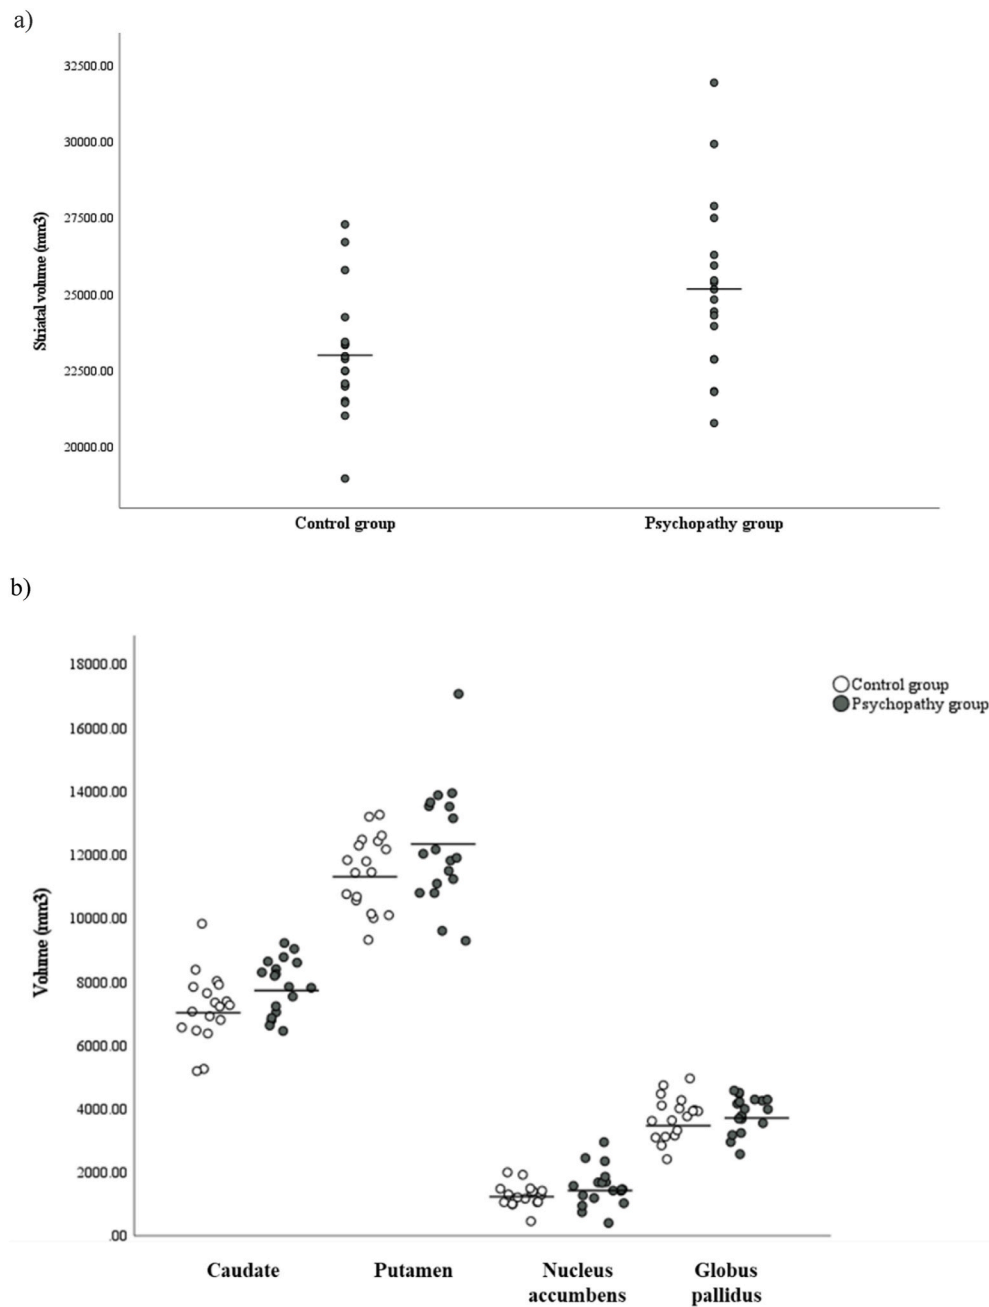 a)
32500.00
30000.00
27500.00
25000.00
22500.00
20000.00
Striatal volume (mm3)
Control group
Psychopathy group
b)
18000.00
16000.00
14000.00
12000.00
10000.00
8000.00
6000.00
4000.00
2000.00
.00
Volume (mm3)
Control group
Psychopathy group
Caudate
Putamen
Nucleus
accumbens
Globus
pallidus